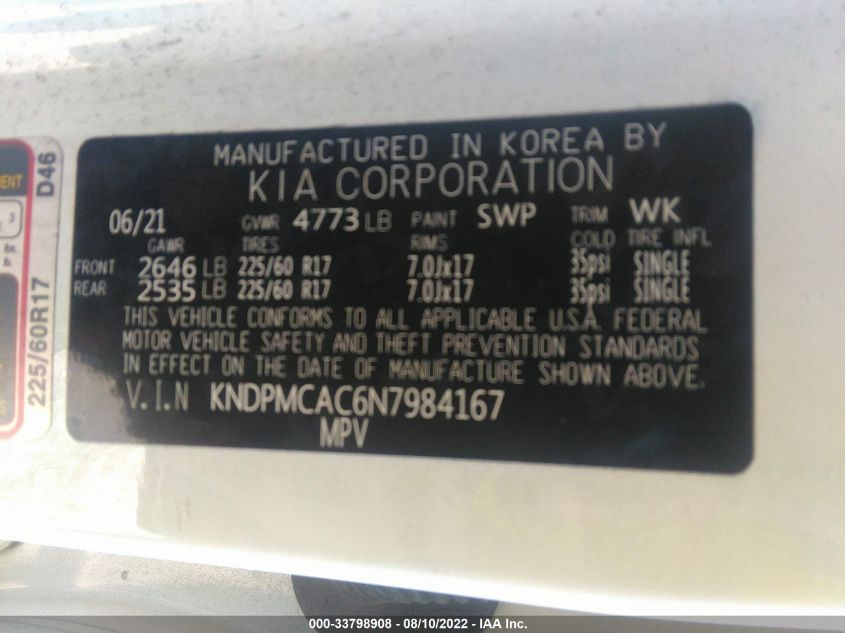 MANUFACTURED IN KOREA BY
KIA CORPORATION
06/21 GVWR 4773 LB PAINT SWP TRIM WK
GAWR TIRES RIMS COLD TIRE INFL
FRONT 2646 LB 225/60 R17 7.0Jx17 35psi SINGLE
REAR 2535 LB 225/60 R17 7.0Jx17 35psi SINGLE
THIS VEHICLE CONFORMS TO ALL APPLICABLE U.S.A. FEDERAL
MOTOR VEHICLE SAFETY AND THEFT PREVENTION STANDARDS
IN EFFECT ON THE DATE OF MANUFACTURE SHOWN ABOVE.
V.I.N KNDPMCAC6N7984167
MPV
225/60R17 D46
3
000-33798908 - 08/10/2022 - IAA Inc.